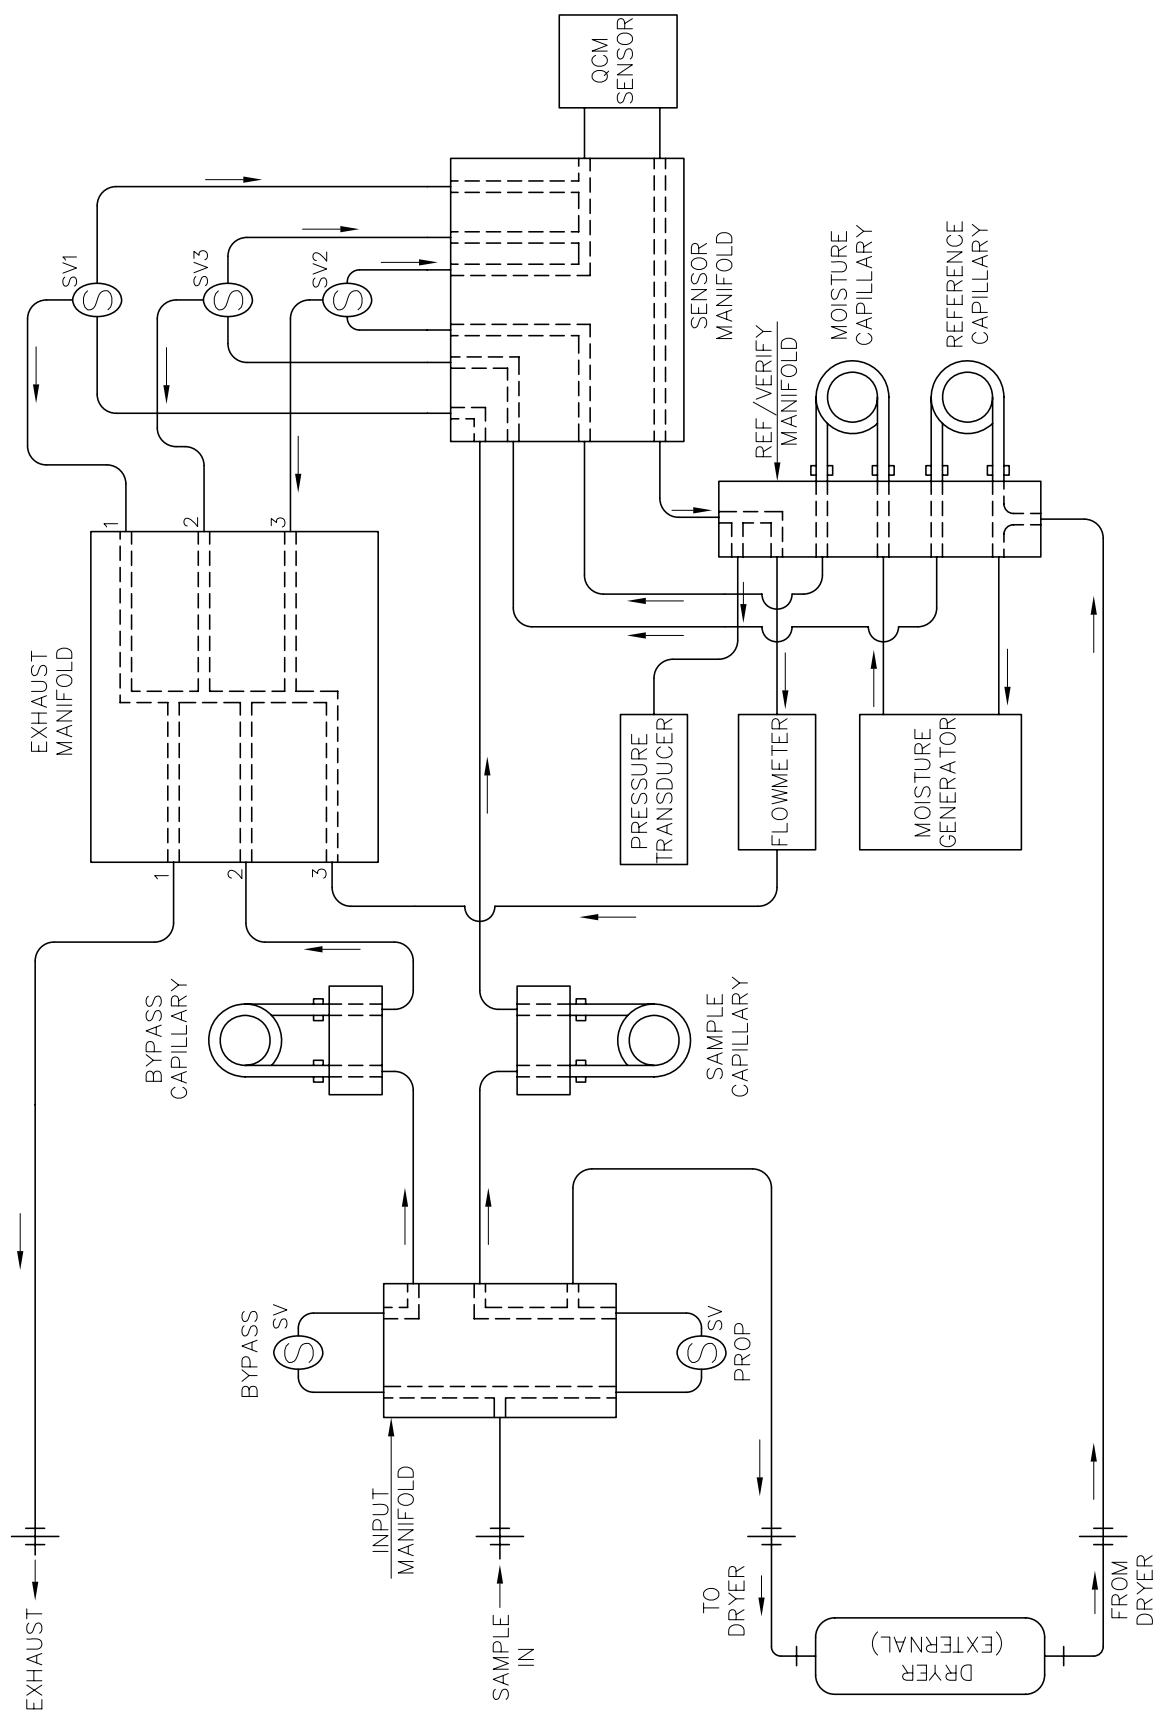 QCM
SENSOR
SV1
SV3
SV2
S
S
S
SENSOR
MANIFOLD
MOISTURE
CAPILLARY
REFERENCE
CAPILLARY
REF/VERIFY
MANIFOLD
1
2
3
EXHAUST
MANIFOLD
1
2
3
PRESSURE
TRANSDUCER
FLOWMETER
MOISTURE
GENERATOR
BYPASS
CAPILLARY
SAMPLE
CAPILLARY
BYPASS
SV
S
S
SV
PROP
INPUT
MANIFOLD
EXHAUST
SAMPLE
IN
TO
DRYER
DRYER
(EXTERNAL)
FROM
DRYER